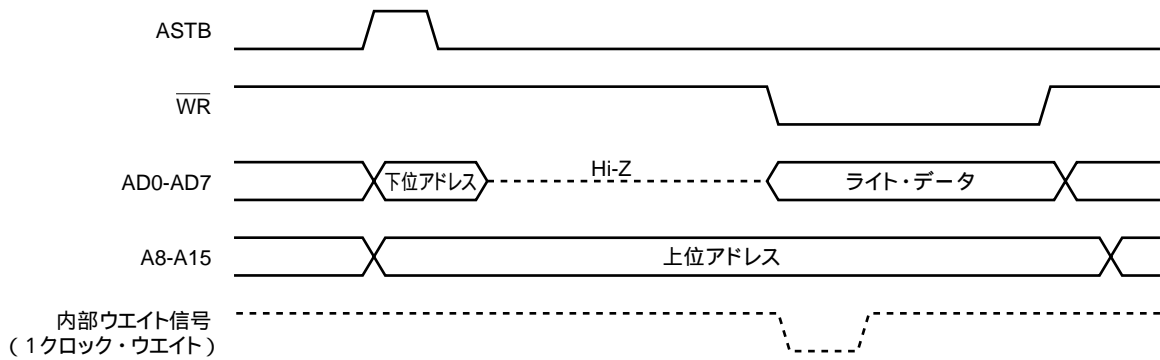 ASTB
WR
AD0-AD7 下位アドレス Hi-Z ライト・データ
A8-A15 上位アドレス
内部ウエイト信号
(1クロック・ウエイト)